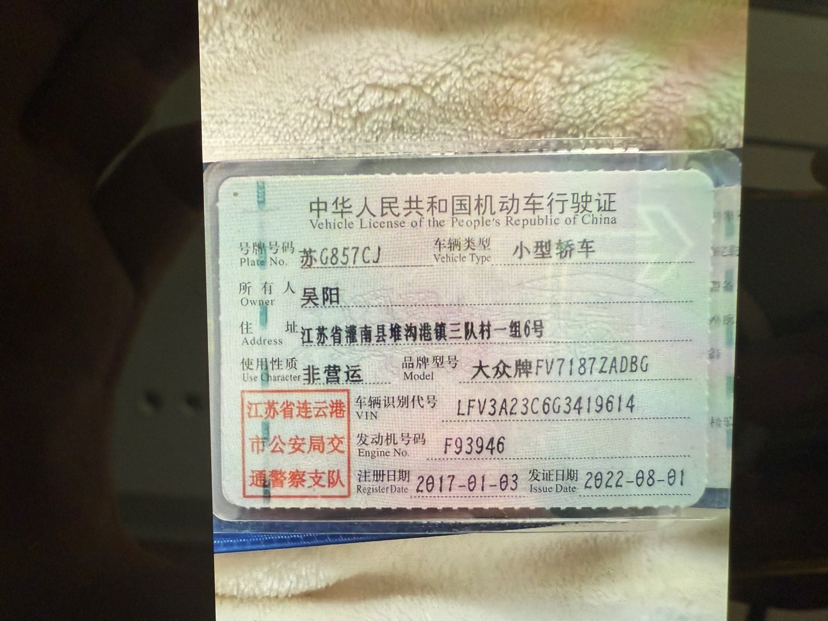 中华人民共和国机动车行驶证
Vehicle License of the People's Republic of China
号牌号码 苏G857CJ 车辆类型 小型轿车
Plate No. Vehicle Type
所有人 吴阳
Owner
住址 江苏省灌南县堆沟港镇三队村一组6号
Address
使用性质 非营运 品牌型号 大众牌FV7187ZADBG
Use Character Model
江苏省连云港 车辆识别代号 LFV3A23C6G3419614
VIN
市公安局交 发动机号码 F93946
Engine No.
通警察支队 注册日期 2017-01-03 发证日期 2022-08-01
Register Date Issue Date